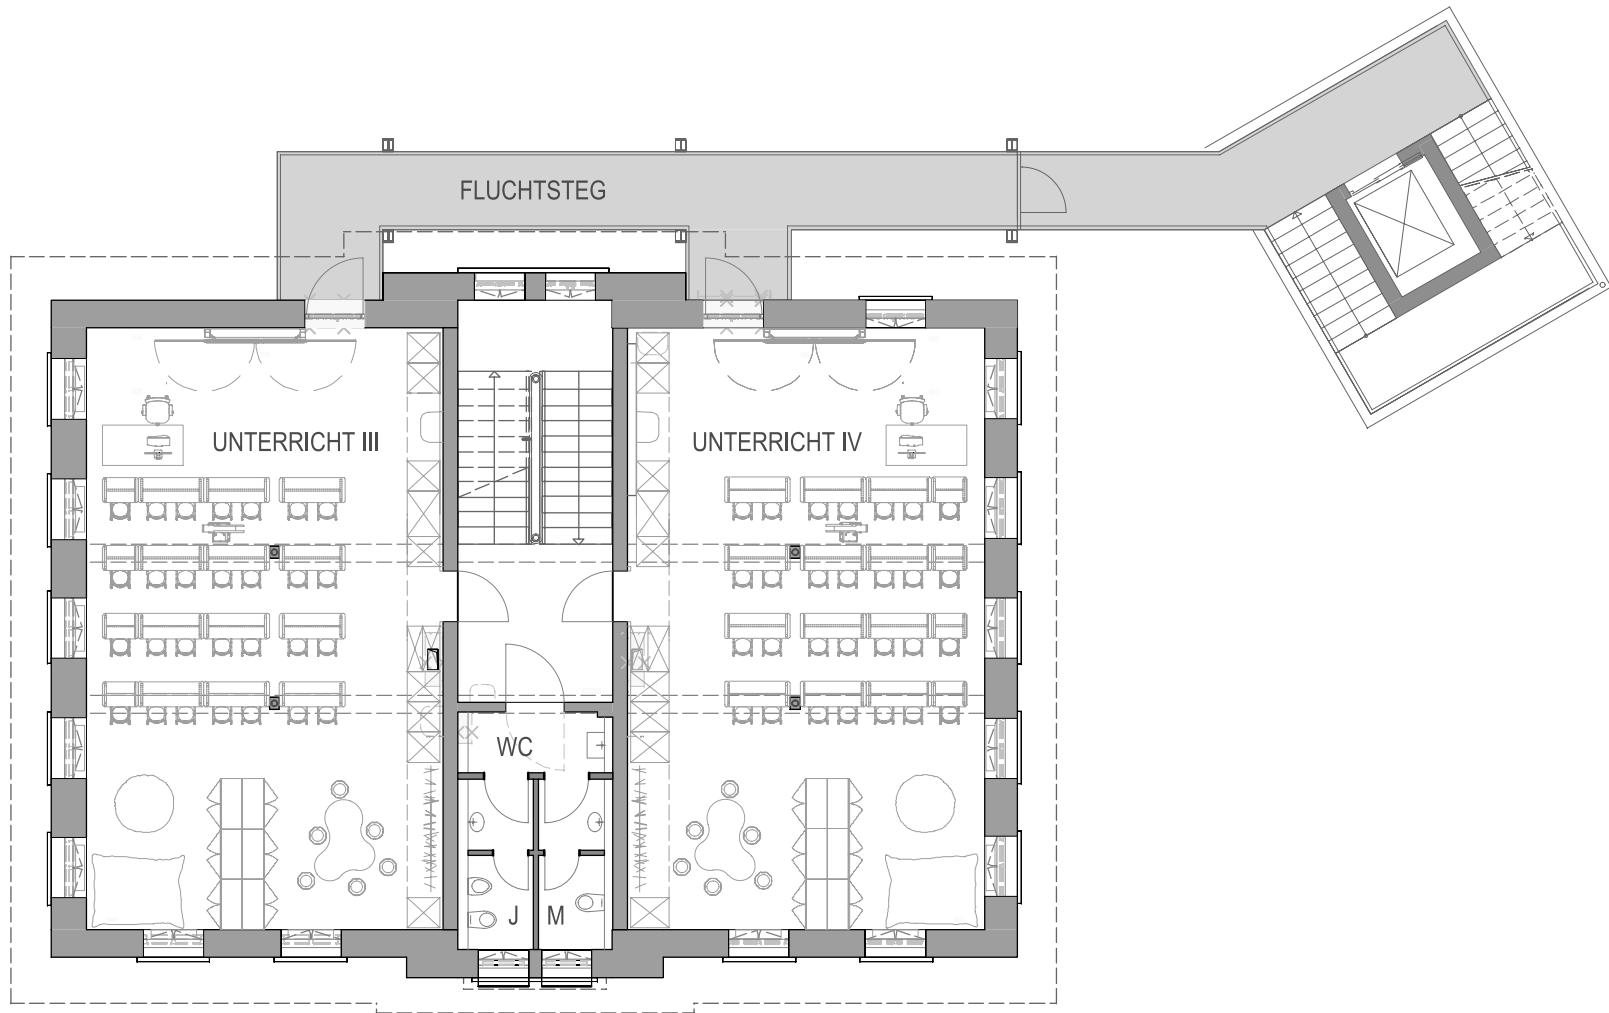 FLUCHTSTEG
UNTERRICHT III
UNTERRICHT IV
WC
J
M